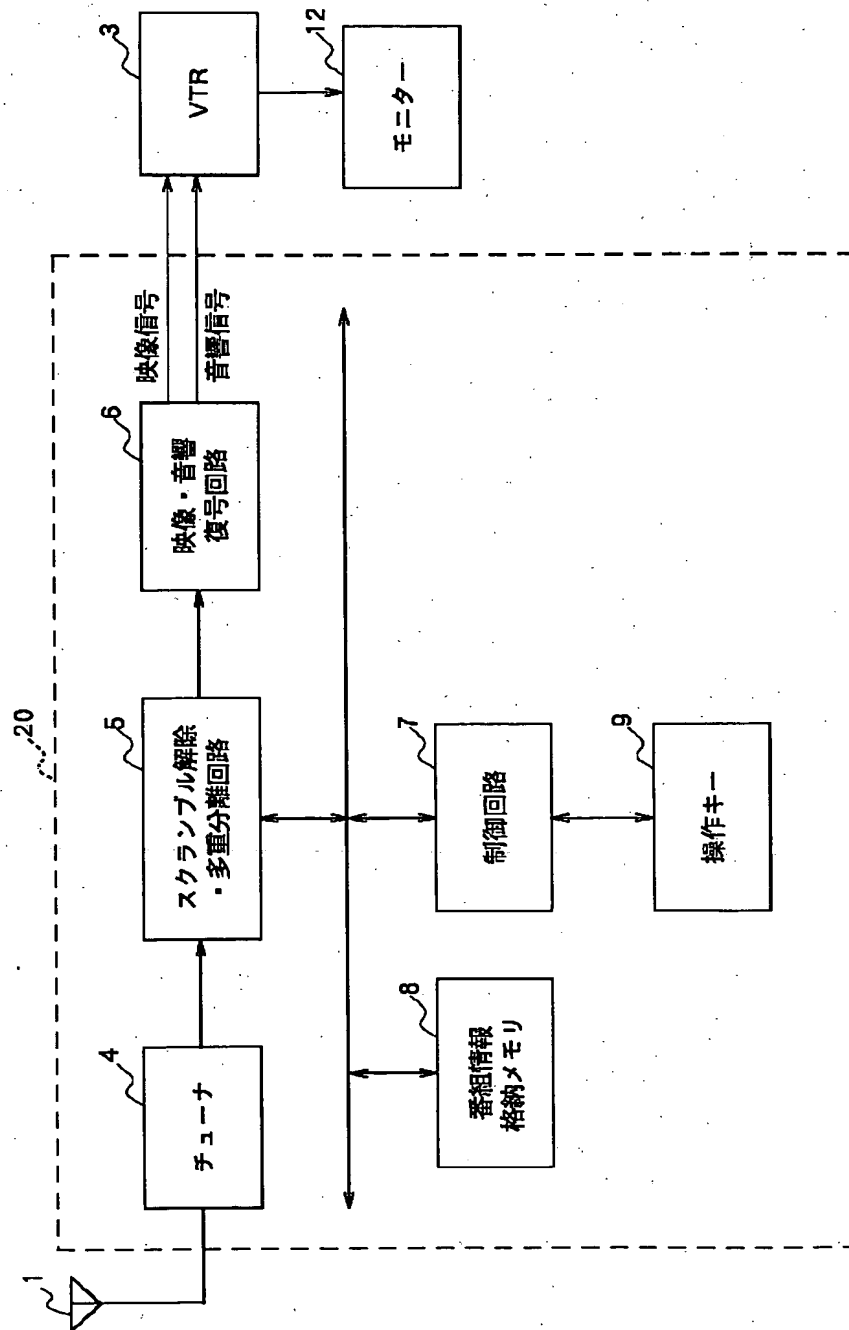 20
1
4
チューナ
5
スクランブル解除
・多重分離回路
6
映像・音響
復号回路
映像信号
音響信号
3
VTR
12
モニター
8
番組情報
格納メモリ
7
制御回路
9
操作キー